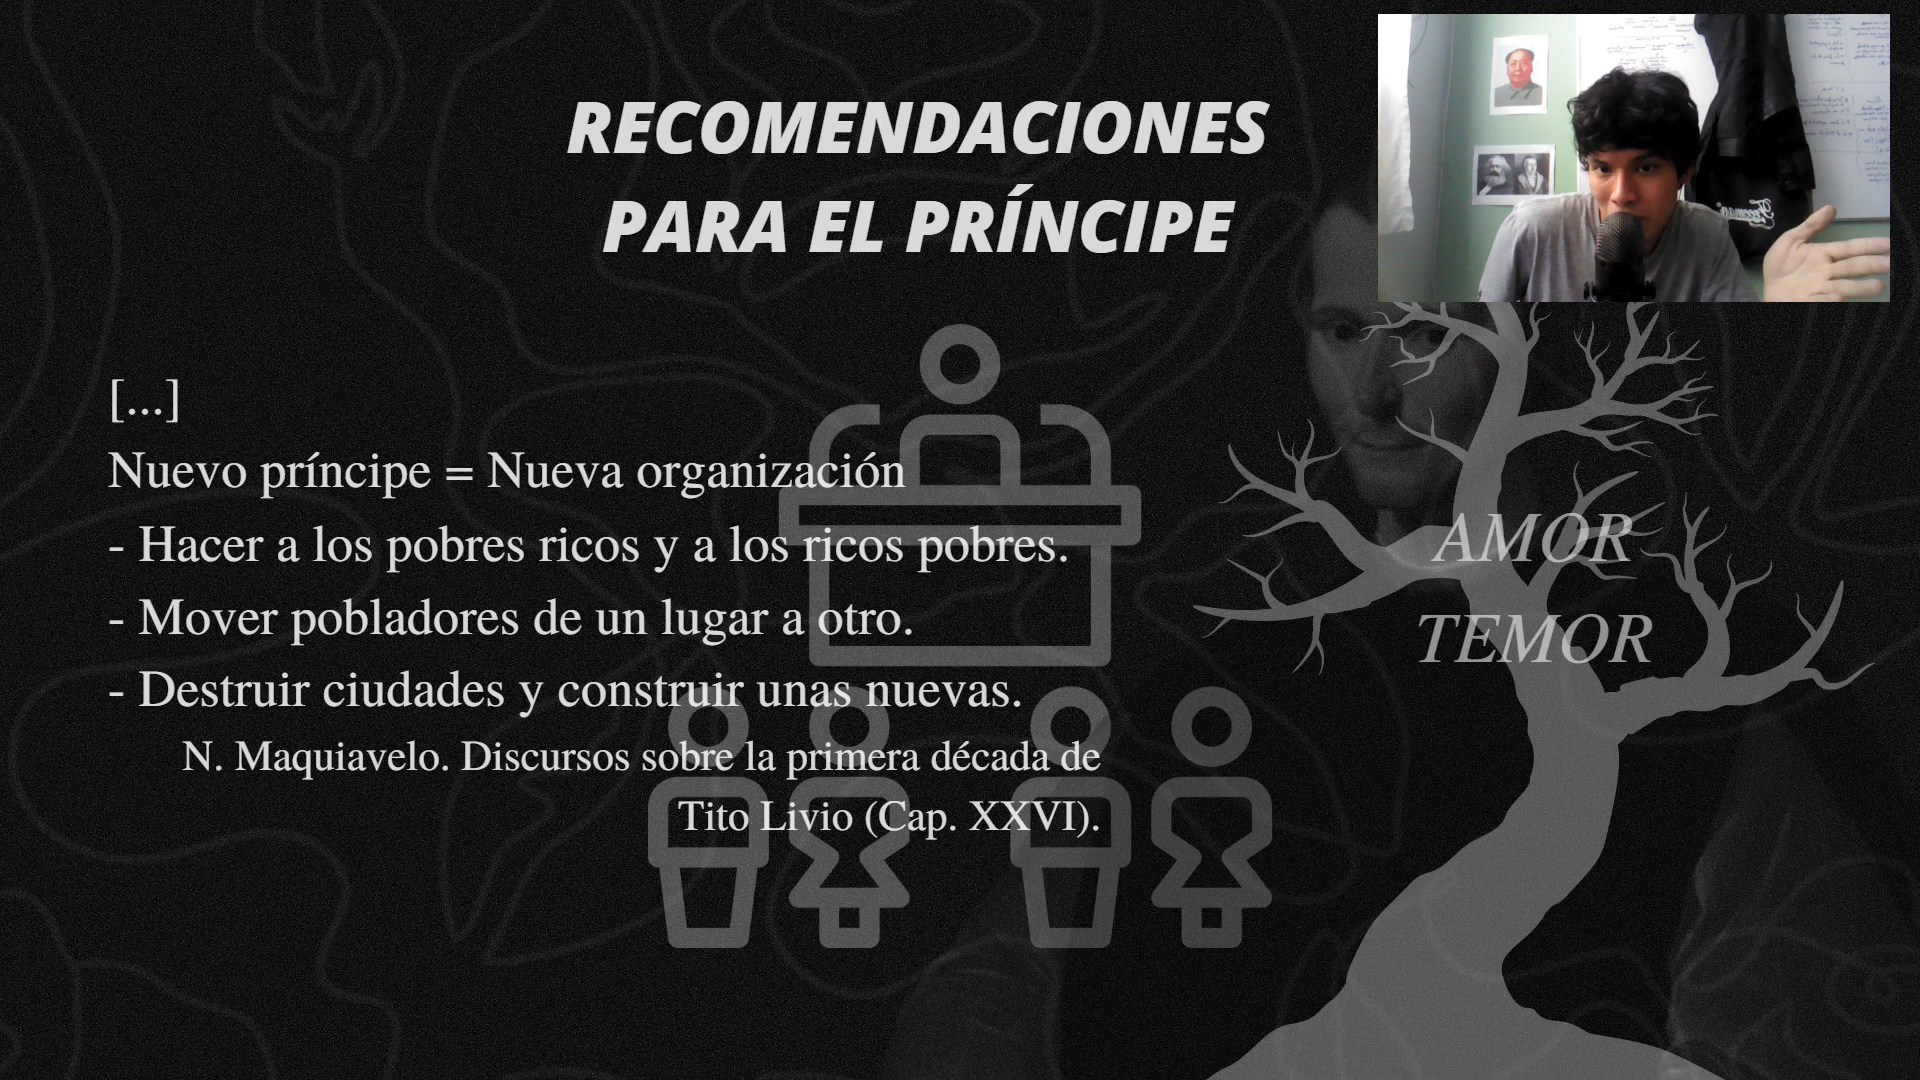 RECOMENDACIONES
PARA EL PRÍNCIPE
[...]
Nuevo príncipe = Nueva organización
- Hacer a los pobres ricos y a los ricos pobres.
- Mover pobladores de un lugar a otro.
- Destruir ciudades y construir unas nuevas.
N. Maquiavelo. Discursos sobre la primera década de
Tito Livio (Cap. XXVI).
AMOR
TEMOR